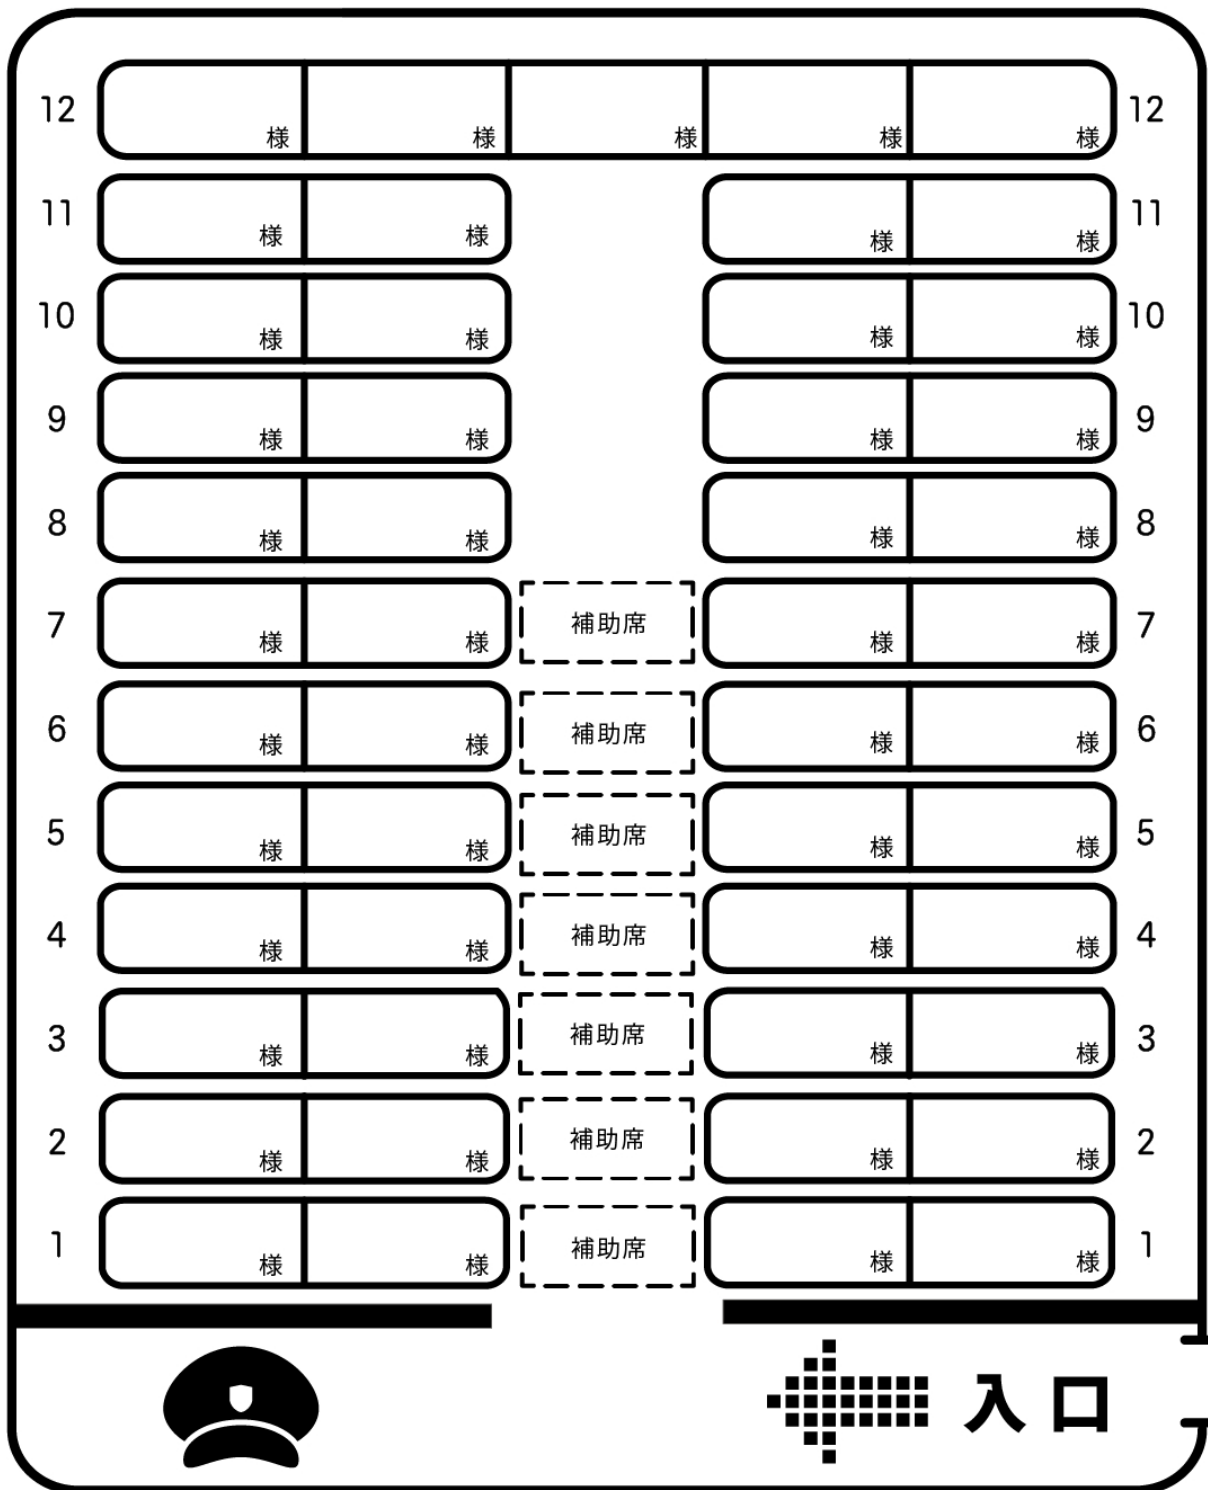 12 様 様 様 様 様 12
11 様 様 様 様 11
10 様 様 様 様 10
9 様 様 様 様 9
8 様 様 様 様 8
7 様 様 補助席 様 様 7
6 様 様 補助席 様 様 6
5 様 様 補助席 様 様 5
4 様 様 補助席 様 様 4
3 様 様 補助席 様 様 3
2 様 様 補助席 様 様 2
1 様 様 補助席 様 様 1
入口